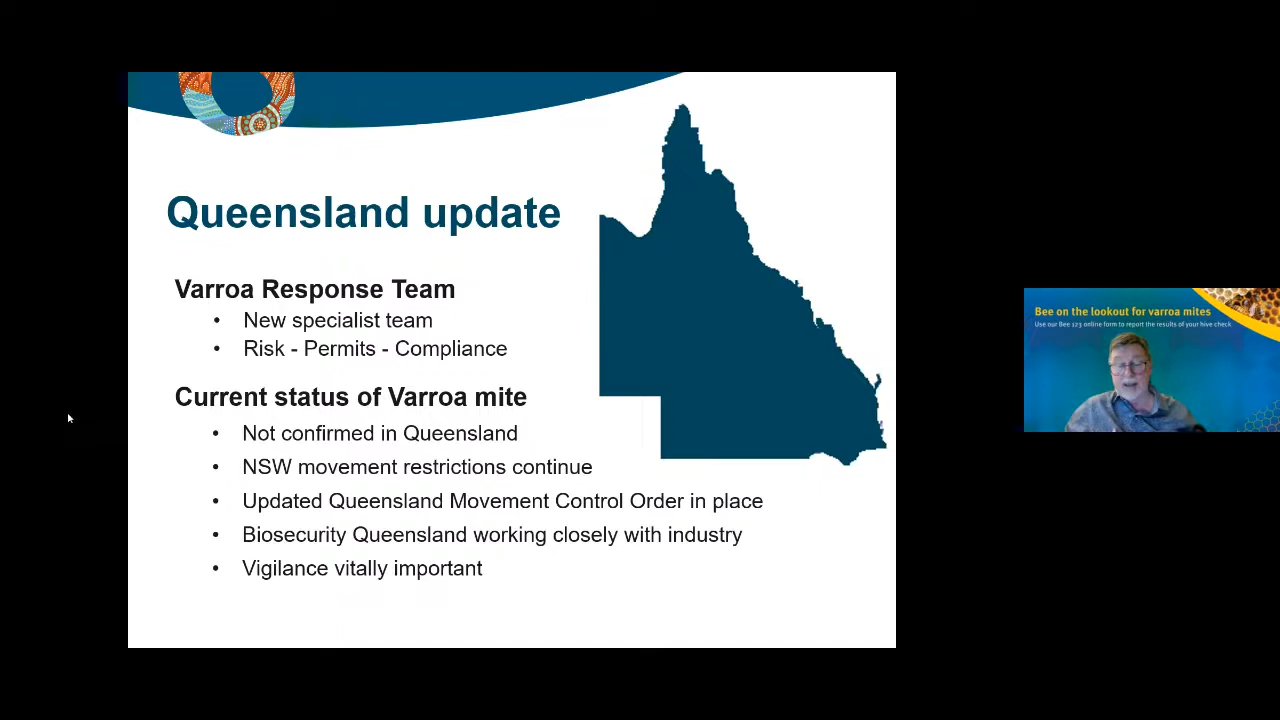 Queensland update
Varroa Response Team
• New specialist team
• Risk - Permits - Compliance
Current status of Varroa mite
• Not confirmed in Queensland
• NSW movement restrictions continue
• Updated Queensland Movement Control Order in place
• Biosecurity Queensland working closely with industry
• Vigilance vitally important
Bee on the lookout for varroa mites
Use our Bee 123 online form to report the results of your hive check